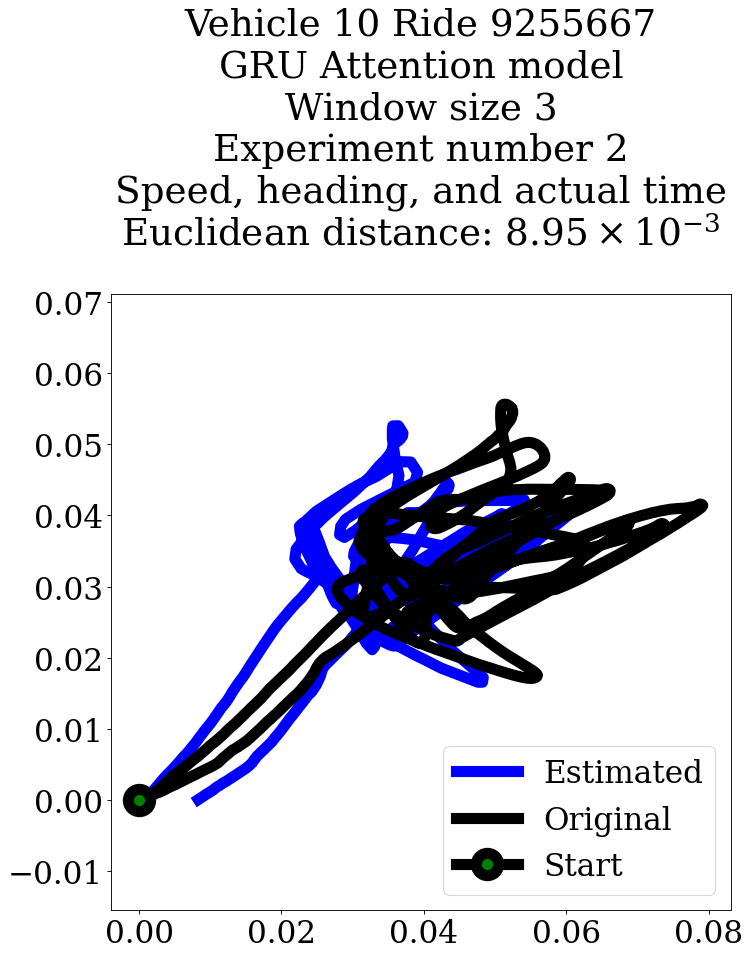 Vehicle 10 Ride 9255667
GRU Attention model
Window size 3
Experiment number 2
Speed, heading, and actual time
Euclidean distance: 8.95 × 10⁻³
0.07
0.06
0.05
0.04
0.03
0.02
0.01
0.00
−0.01
0.00 0.02 0.04 0.06 0.08
Estimated
Original
Start